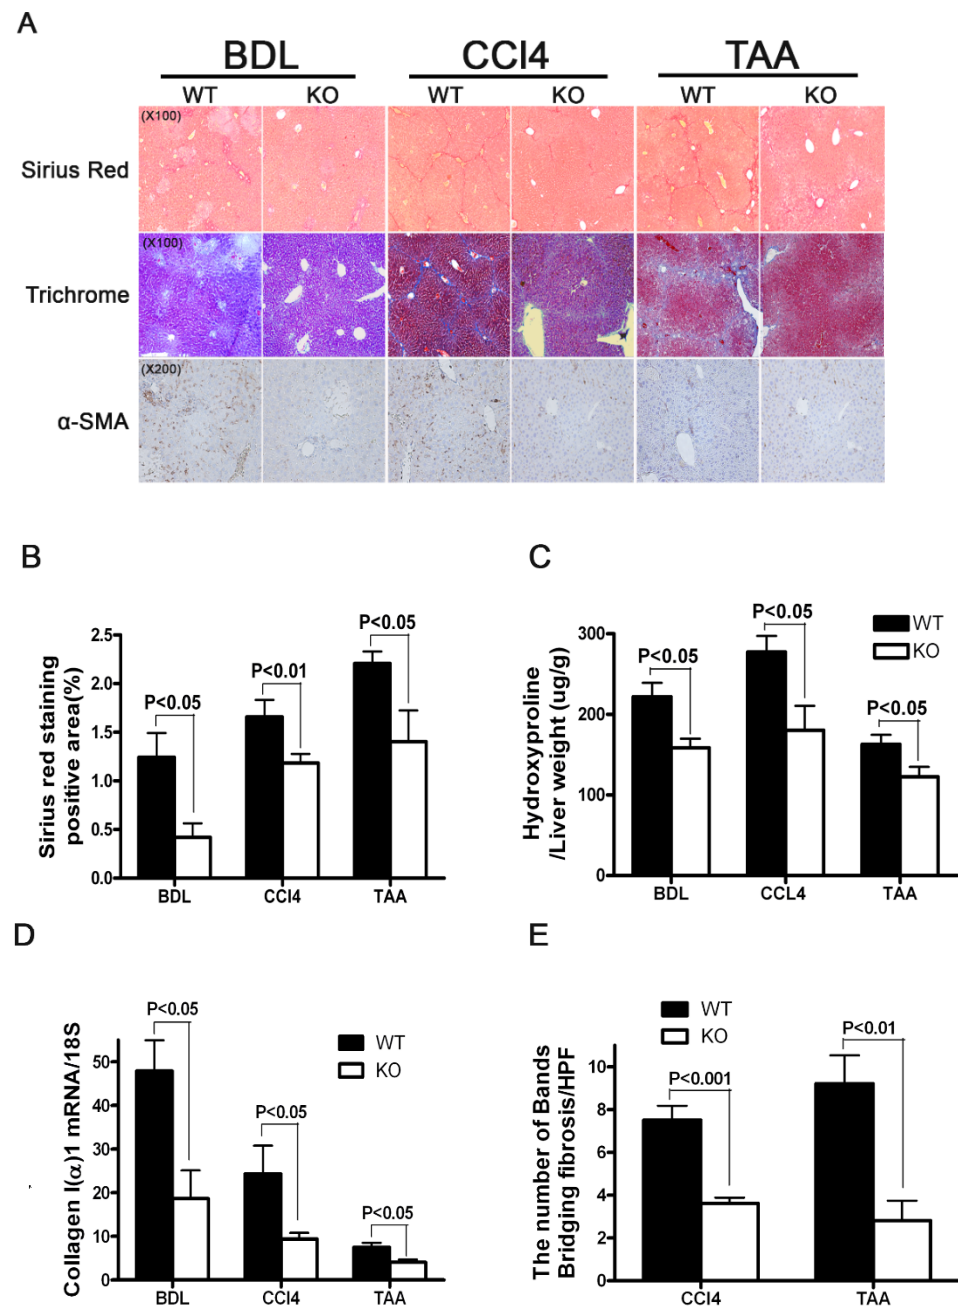 A
BDL CCl4 TAA
WT KO WT KO WT KO
(X100)
Sirius Red
(X100)
Trichrome
(X200)
α-SMA
B
Sirius red staining
positive area(%)
2.5
2.0
1.5
1.0
0.5
0.0
P<0.05
P<0.01
P<0.05
BDL CCl4 TAA
C
Hydroxyproline
/Liver weight (ug/g)
300
200
100
0
P<0.05
P<0.05
P<0.05
WT
KO
BDL CCL4 TAA
D
Collagen I(α)1 mRNA/18S
50
40
30
20
10
0
P<0.05
P<0.05
P<0.05
WT
KO
BDL CCl4 TAA
E
The number of Bands
Bridging fibrosis/HPF
10
8
6
4
2
0
WT
KO
P<0.001
P<0.01
CCl4 TAA